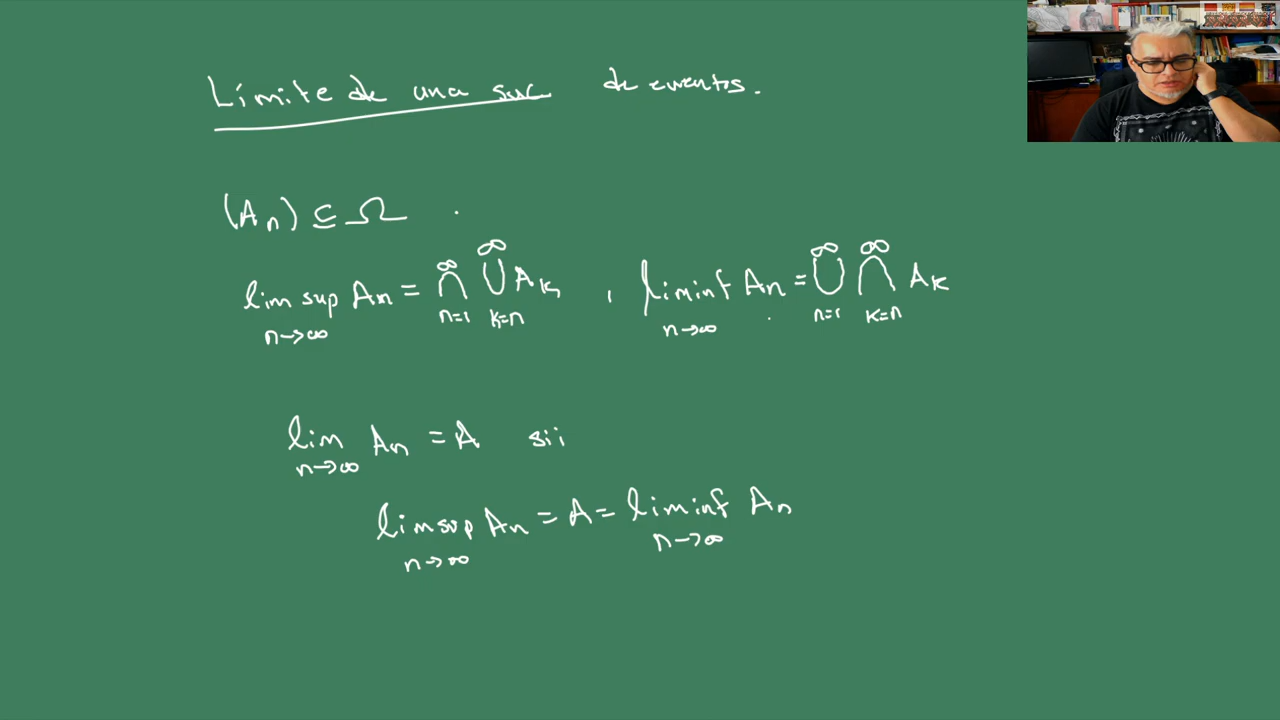 Límite de una suc de eventos.
(An) ⊆ Ω .
lim sup n→∞ An = ∩ n=1 ∞ ∪ k=n ∞ Ak , lim inf n→∞ An = ∪ n=1 ∞ ∩ k=n ∞ Ak
lim n→∞ An = A sii
lim sup n→∞ An = A = lim inf n→∞ An